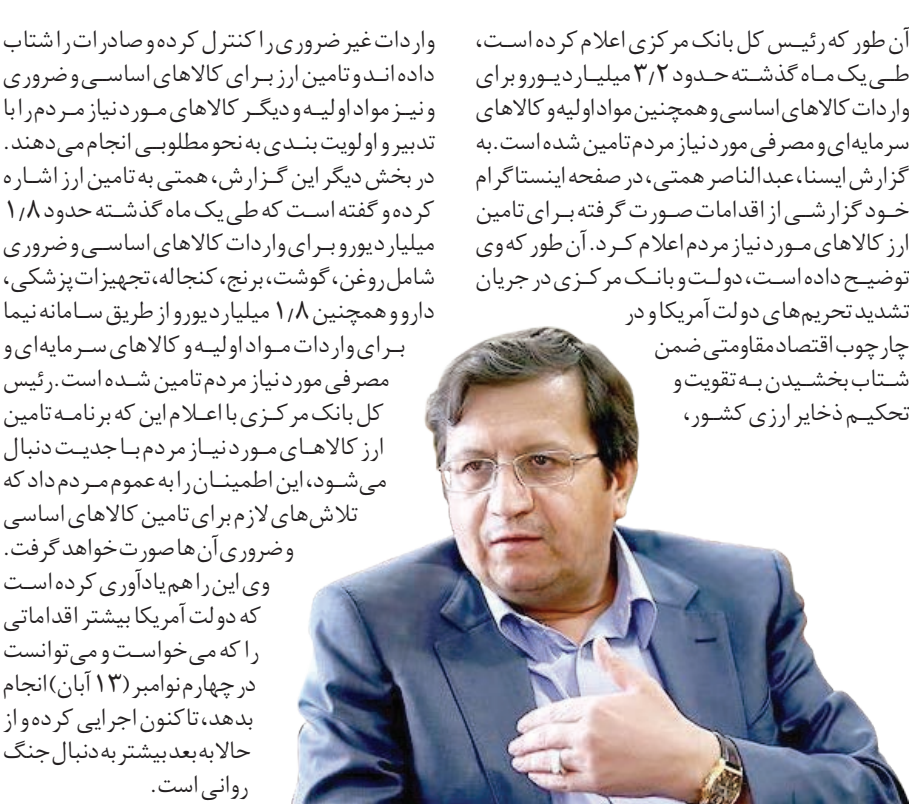 آن طور که رئیس کل بانک مرکزی اعلام کرده است،
طی یک ماه گذشته حدود ۳٫۲ میلیارد یورو برای
واردات کالاهای اساسی و همچنین مواد اولیه و کالاهای
سرمایه‌ای و مصرفی مورد نیاز مردم تامین شده است. به
گزارش ایسنا، عبدالناصر همتی، در صفحه اینستاگرام
خود گزارشی از اقدامات صورت گرفته برای تامین
ارز کالاهای مورد نیاز مردم اعلام کرد. آن طور که وی
توضیح داده است، دولت و بانک مرکزی در جریان
تشدید تحریم‌های دولت آمریکا و در
چارچوب اقتصاد مقاومتی ضمن
شتاب بخشیدن به تقویت و
تحکیم ذخایر ارزی کشور،
واردات غیر ضروری را کنترل کرده و صادرات را شتاب
داده اند و تامین ارز برای کالاهای اساسی و ضروری
و نیز مواد اولیه و دیگر کالاهای مورد نیاز مردم را با
تدبیر و اولویت بندی به نحو مطلوبی انجام می‌دهند.
در بخش دیگر این گزارش، همتی به تامین ارز اشاره
کرده و گفته است که طی یک ماه گذشته حدود ۱٫۸
میلیارد یورو برای واردات کالاهای اساسی و ضروری
شامل روغن، گوشت، برنج، کنجاله، تجهیزات پزشکی،
دارو و همچنین ۱٫۸ میلیارد یورو از طریق سامانه نیما
برای واردات مواد اولیه و کالاهای سرمایه‌ای و
مصرفی مورد نیاز مردم تامین شده است. رئیس
کل بانک مرکزی با اعلام این که برنامه تامین
ارز کالاهای مورد نیاز مردم با جدیت دنبال
می‌شود، این اطمینان را به عموم مردم داد که
تلاش‌های لازم برای تامین کالاهای اساسی
و ضروری آن ها صورت خواهد گرفت.
وی این را هم یادآوری کرده است
که دولت آمریکا بیشتر اقداماتی
را که می‌خواست و می‌توانست
در چهارم نوامبر (۱۳ آبان) انجام
بدهد، تاکنون اجرایی کرده و از
حالا به بعد بیشتر به دنبال جنگ
روانی است.